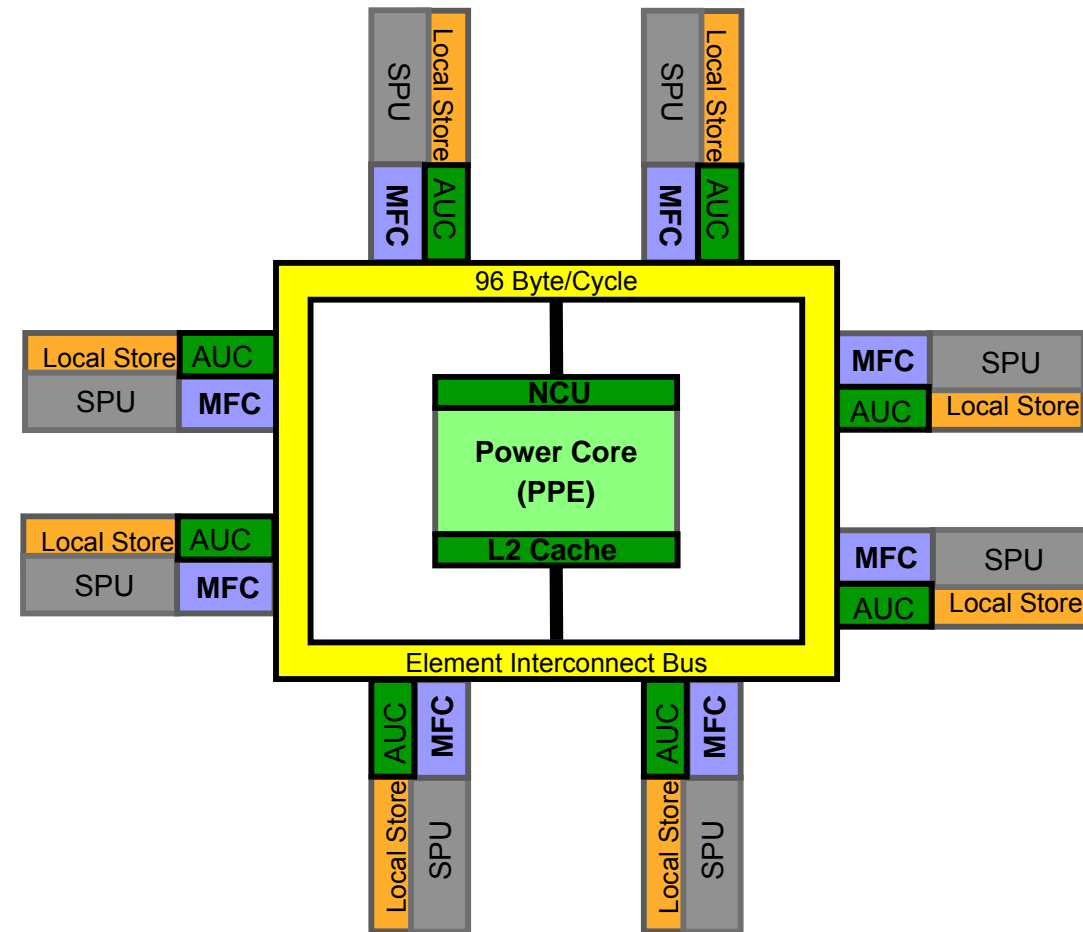 SPU
Local Store
MFC
AUC
SPU
Local Store
MFC
AUC
96 Byte/Cycle
Local Store
AUC
SPU
MFC
MFC
SPU
AUC
Local Store
NCU
Power Core
(PPE)
L2 Cache
Local Store
AUC
SPU
MFC
MFC
SPU
AUC
Local Store
Element Interconnect Bus
AUC
MFC
Local Store
SPU
AUC
MFC
Local Store
SPU